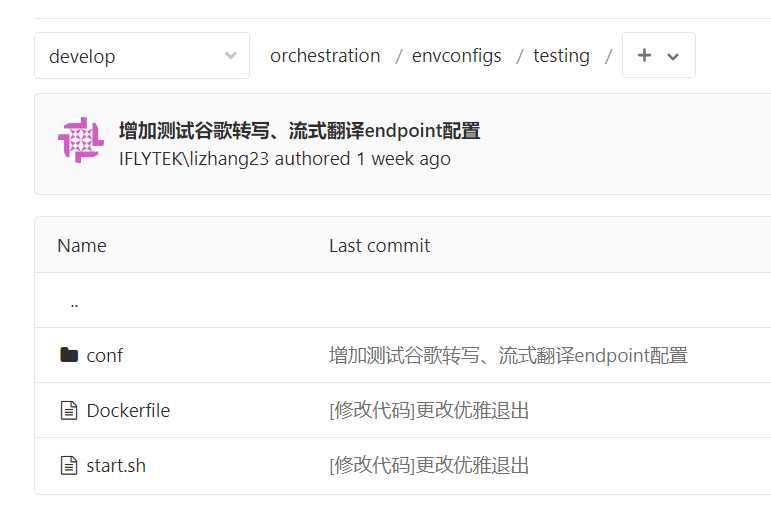 develop orchestration / envconfigs / testing / +
增加测试谷歌转写、流式翻译endpoint配置
IFLYTEK\lizhang23 authored 1 week ago
Name Last commit
..
conf 增加测试谷歌转写、流式翻译endpoint配置
Dockerfile [修改代码]更改优雅退出
start.sh [修改代码]更改优雅退出